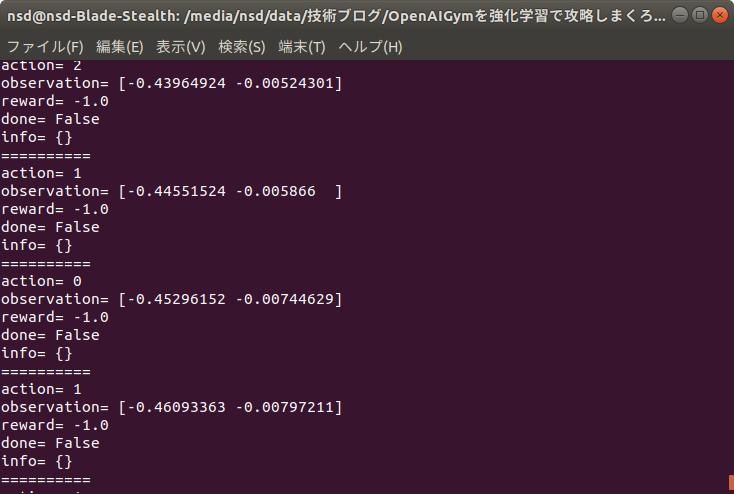 nsd@nsd-Blade-Stealth: /media/nsd/data/技術ブログ/OpenAIGymを強化学習で攻略しまくろ...
ファイル(F) 編集(E) 表示(V) 検索(S) 端末(T) ヘルプ(H)
action= 2
observation= [-0.43964924 -0.00524301]
reward= -1.0
done= False
info= {}
==========
action= 1
observation= [-0.44551524 -0.005866  ]
reward= -1.0
done= False
info= {}
==========
action= 0
observation= [-0.45296152 -0.00744629]
reward= -1.0
done= False
info= {}
==========
action= 1
observation= [-0.46093363 -0.00797211]
reward= -1.0
done= False
info= {}
==========